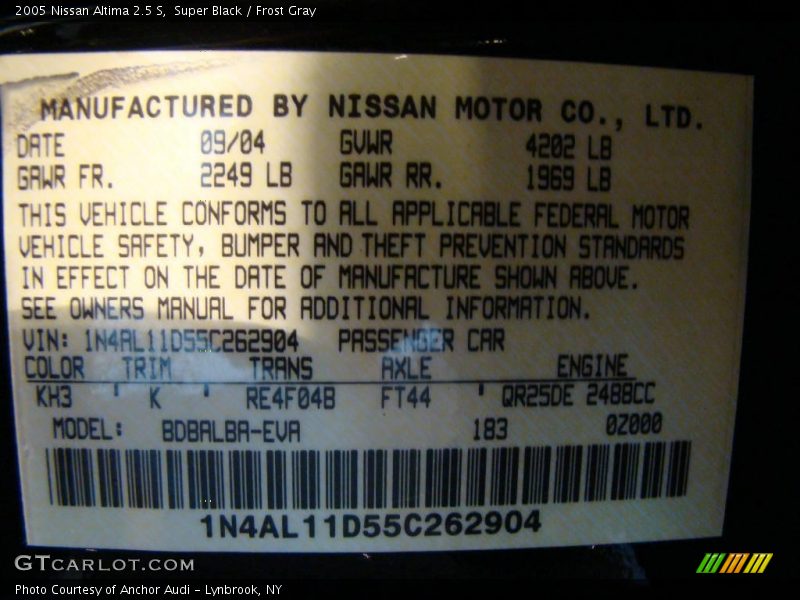 2005 Nissan Altima 2.5 S,  Super Black / Frost Gray
MANUFACTURED BY NISSAN MOTOR CO., LTD.
DATE 09/04 GVWR 4202 LB
GAWR FR. 2249 LB GAWR RR. 1969 LB
THIS VEHICLE CONFORMS TO ALL APPLICABLE FEDERAL MOTOR
VEHICLE SAFETY, BUMPER AND THEFT PREVENTION STANDARDS
IN EFFECT ON THE DATE OF MANUFACTURE SHOWN ABOVE.
SEE OWNERS MANUAL FOR ADDITIONAL INFORMATION.
VIN: 1N4AL11D55C262904 PASSENGER CAR
COLOR TRIM TRANS AXLE ENGINE
KH3 ' K ' RE4F04B FT44 ' QR25DE 2488CC
MODEL: BDBALBA-EVA 183 0Z000
1N4AL11D55C262904
GTCARLOT.COM
Photo Courtesy of Anchor Audi - Lynbrook, NY